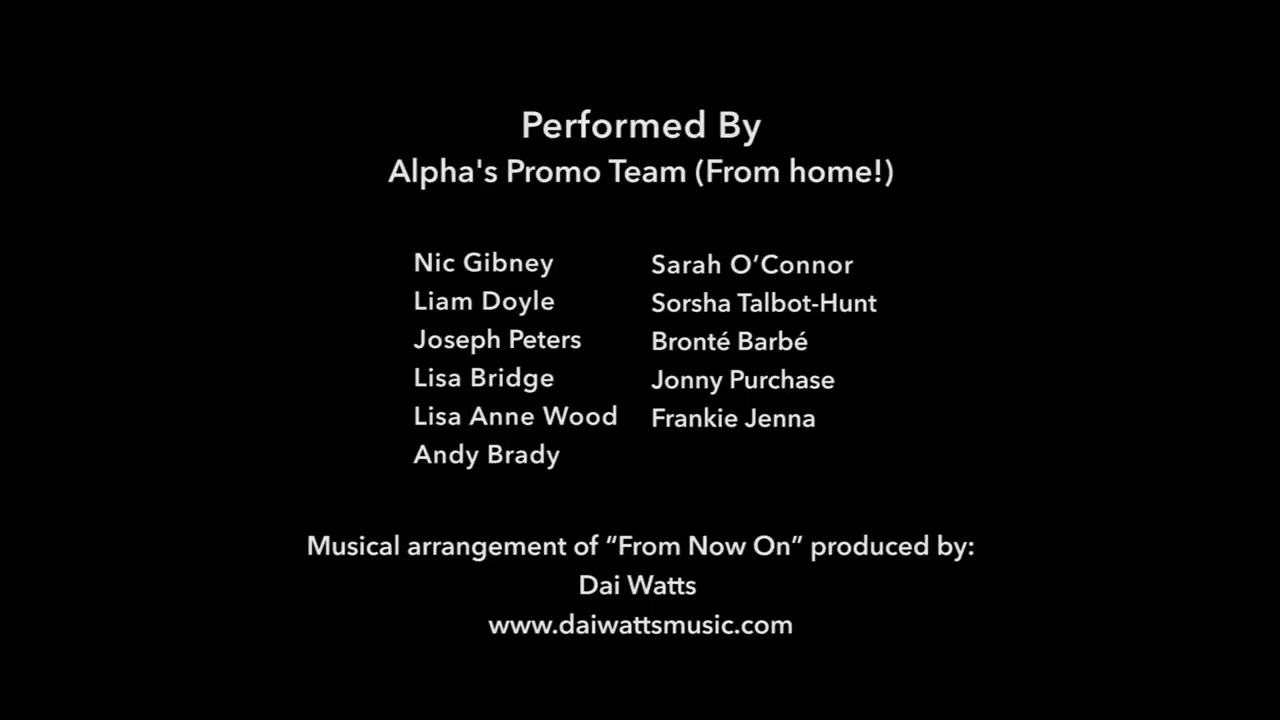 Performed By
Alpha's Promo Team (From home!)
Nic Gibney
Liam Doyle
Joseph Peters
Lisa Bridge
Lisa Anne Wood
Andy Brady
Sarah O’Connor
Sorsha Talbot-Hunt
Bronté Barbé
Jonny Purchase
Frankie Jenna
Musical arrangement of “From Now On” produced by:
Dai Watts
www.daiwattsmusic.com